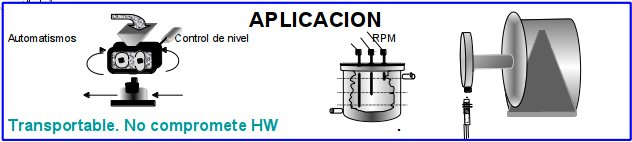 APLICACION
Automatismos
Control de nivel
RPM
Transportable. No compromete HW